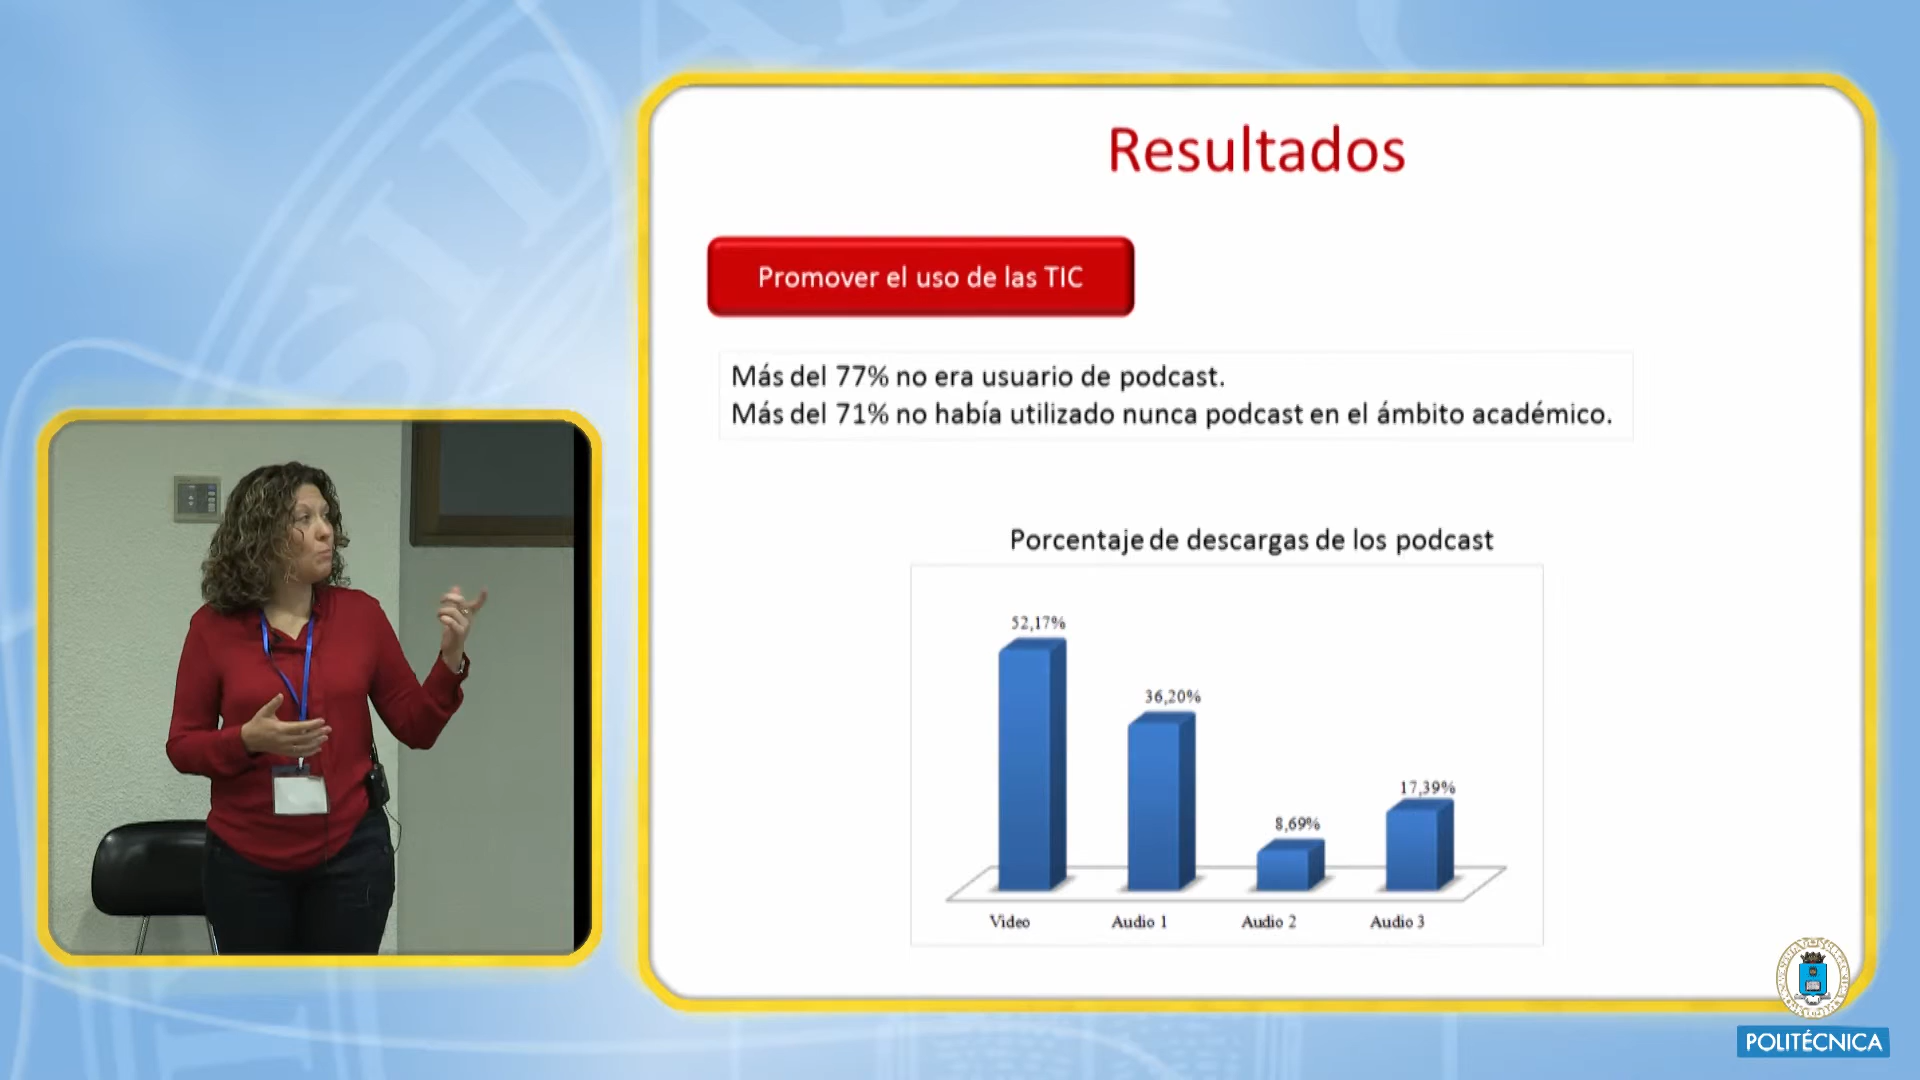 Resultados
Promover el uso de las TIC
Más del 77% no era usuario de podcast.
Más del 71% no había utilizado nunca podcast en el ámbito académico.
Porcentaje de descargas de los podcast
52,17%
36,20%
8,69%
17,39%
Video
Audio 1
Audio 2
Audio 3
POLITÉCNICA